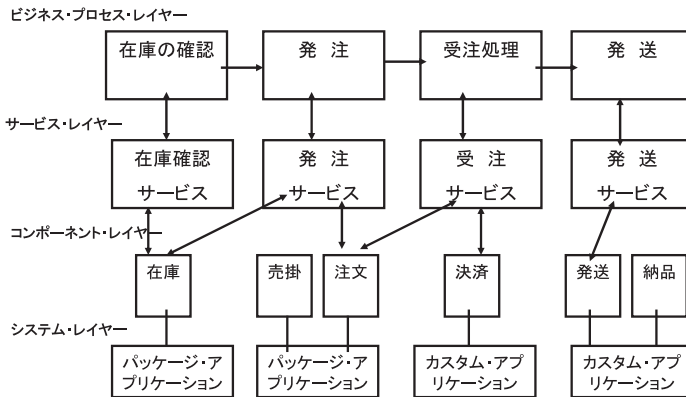 ビジネス・プロセス・レイヤー
在庫の確認
発 注
受注処理
発 送
サービス・レイヤー
在庫確認
サービス
発 注
サービス
受 注
サービス
発 送
サービス
コンポーネント・レイヤー
在庫
売掛
注文
決済
発送
納品
システム・レイヤー
パッケージ・ア
プリケーション
パッケージ・ア
プリケーション
カスタム・アプ
リケーション
カスタム・アプ
リケーション